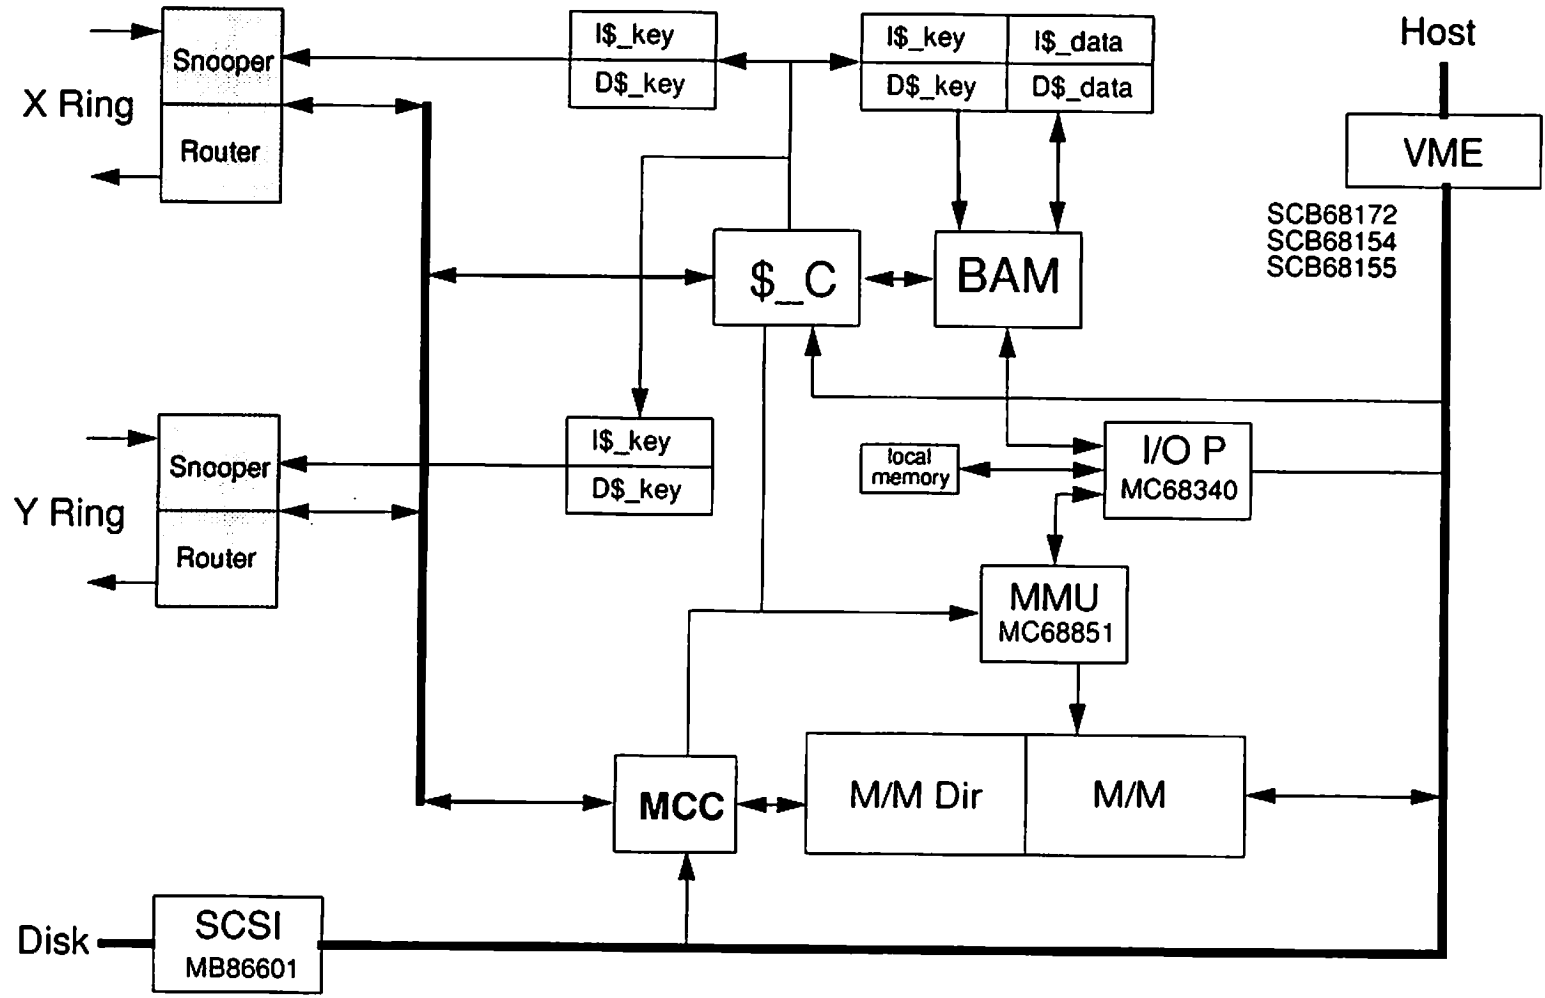 Host
X Ring
Snooper
Router
I$_key
D$_key
I$_key
I$_data
D$_key
D$_data
VME
SCB68172
SCB68154
SCB68155
$_C
BAM
Y Ring
Snooper
Router
I$_key
D$_key
local
memory
I/O P
MC68340
MMU
MC68851
MCC
M/M Dir
M/M
Disk
SCSI
MB86601